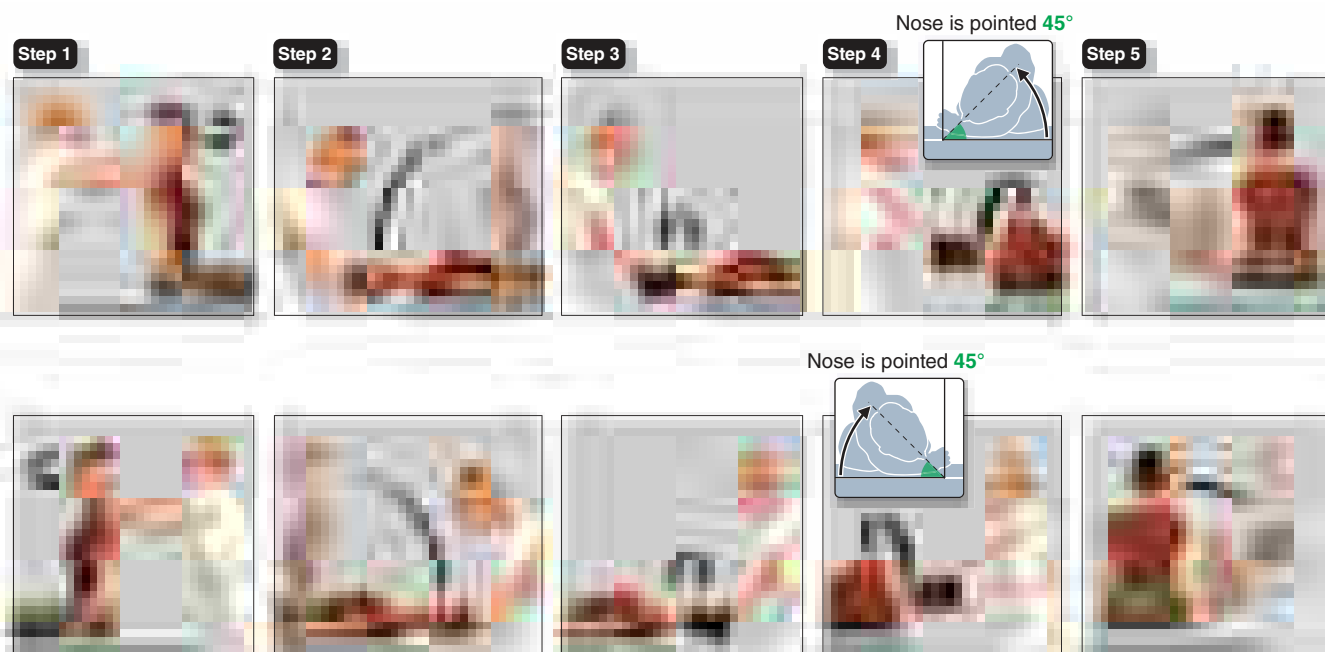 Nose is pointed 45°
Step 1
Step 2
Step 3
Step 4
Step 5
Nose is pointed 45°